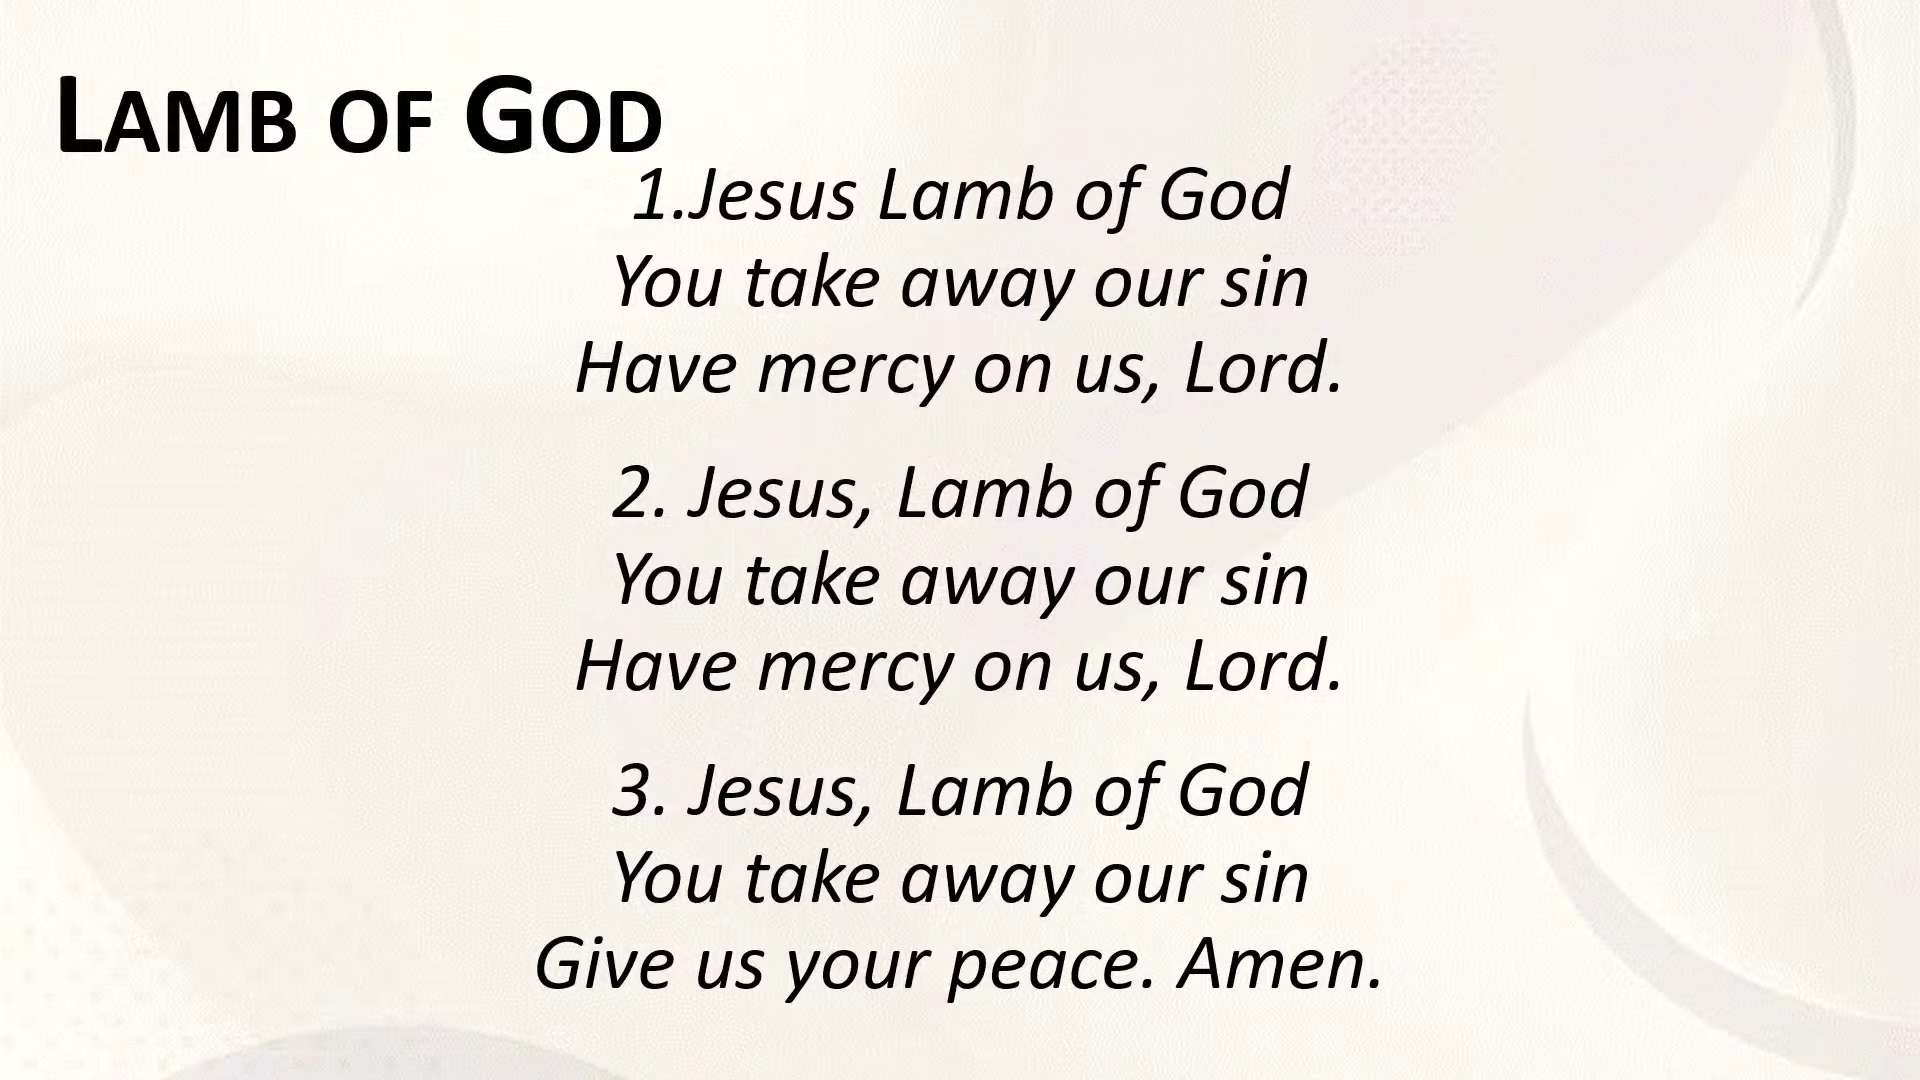 LAMB OF GOD
1.Jesus Lamb of God
You take away our sin
Have mercy on us, Lord.
2. Jesus, Lamb of God
You take away our sin
Have mercy on us, Lord.
3. Jesus, Lamb of God
You take away our sin
Give us your peace. Amen.